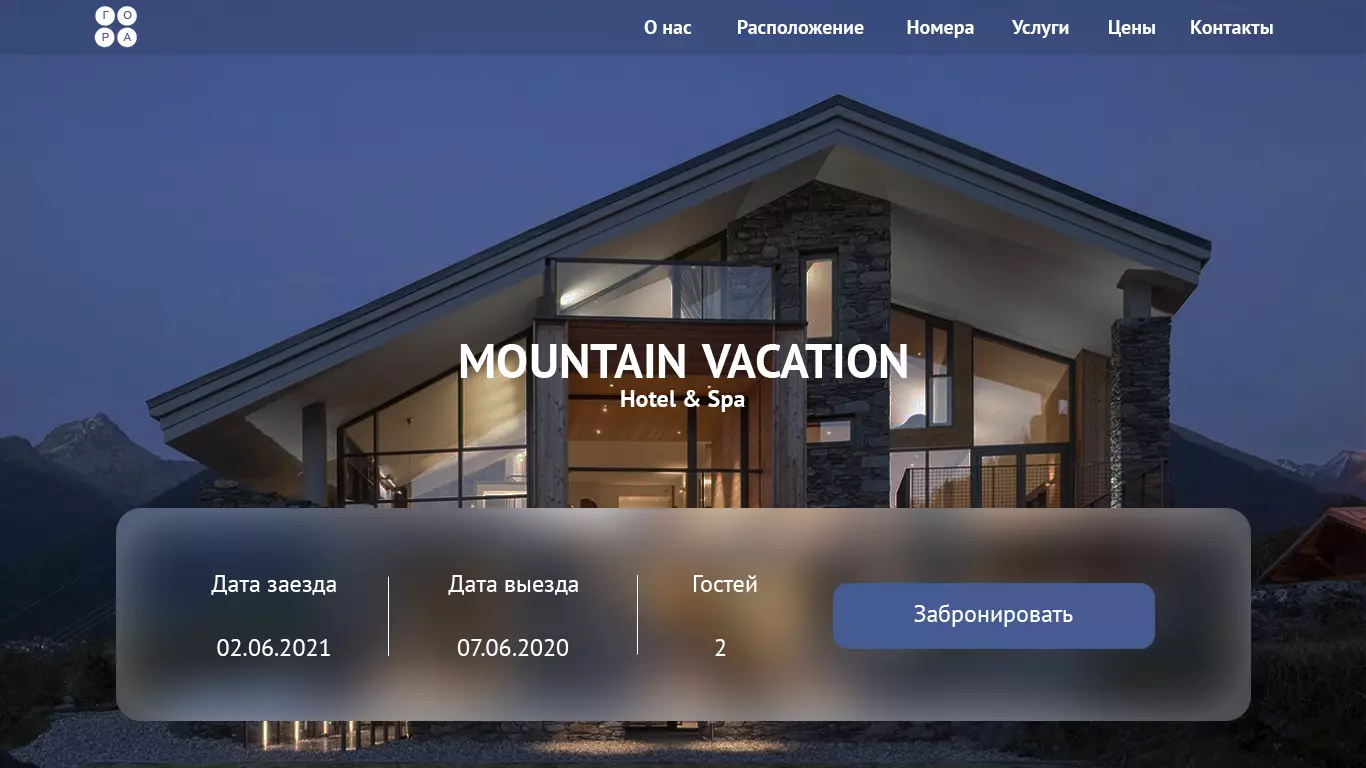 Г О
Р А
О нас Расположение Номера Услуги Цены Контакты
MOUNTAIN VACATION
Hotel & Spa
Дата заезда Дата выезда Гостей
Забронировать
02.06.2021 07.06.2020 2